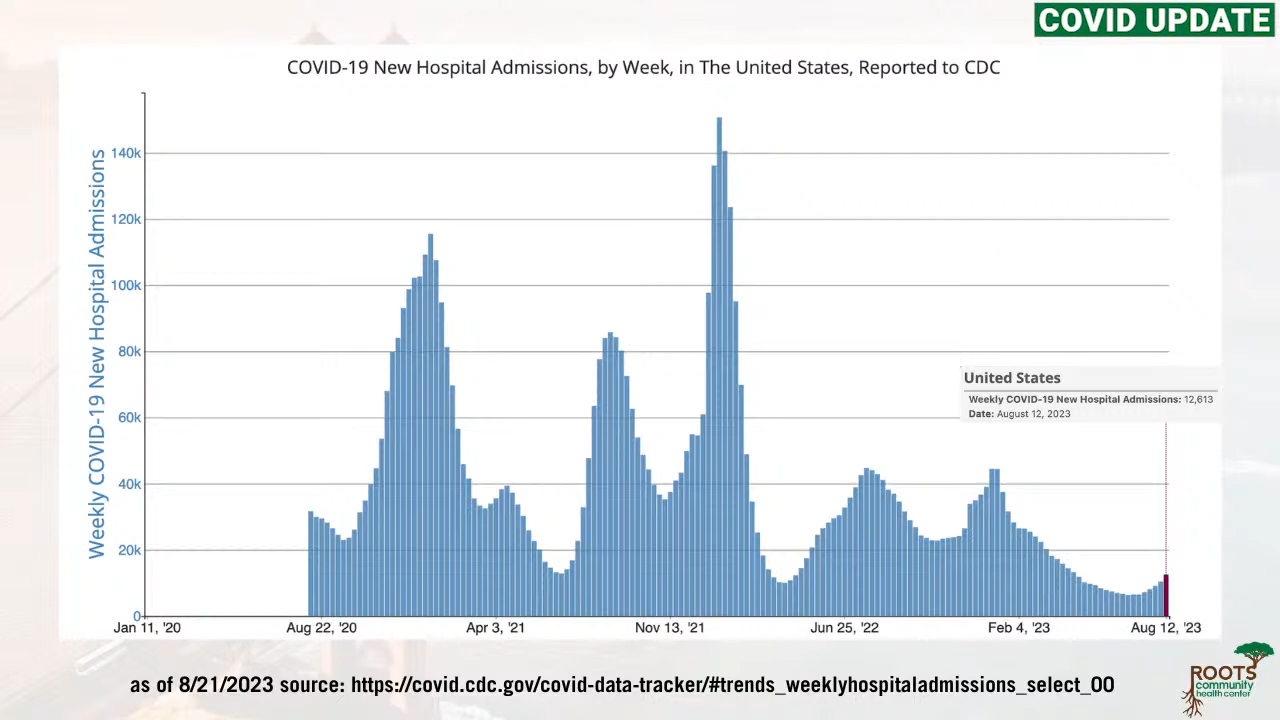 COVID UPDATE
COVID-19 New Hospital Admissions, by Week, in The United States, Reported to CDC
Weekly COVID-19 New Hospital Admissions
140k
120k
100k
80k
60k
40k
20k
0
United States
Weekly COVID-19 New Hospital Admissions: 12,613
Date: August 12, 2023
Jan 11, '20
Aug 22, '20
Apr 3, '21
Nov 13, '21
Jun 25, '22
Feb 4, '23
Aug 12, '23
as of 8/21/2023 source: https://covid.cdc.gov/covid-data-tracker/#trends_weeklyhospitaladmissions_select_00
ROOTS
community
health center